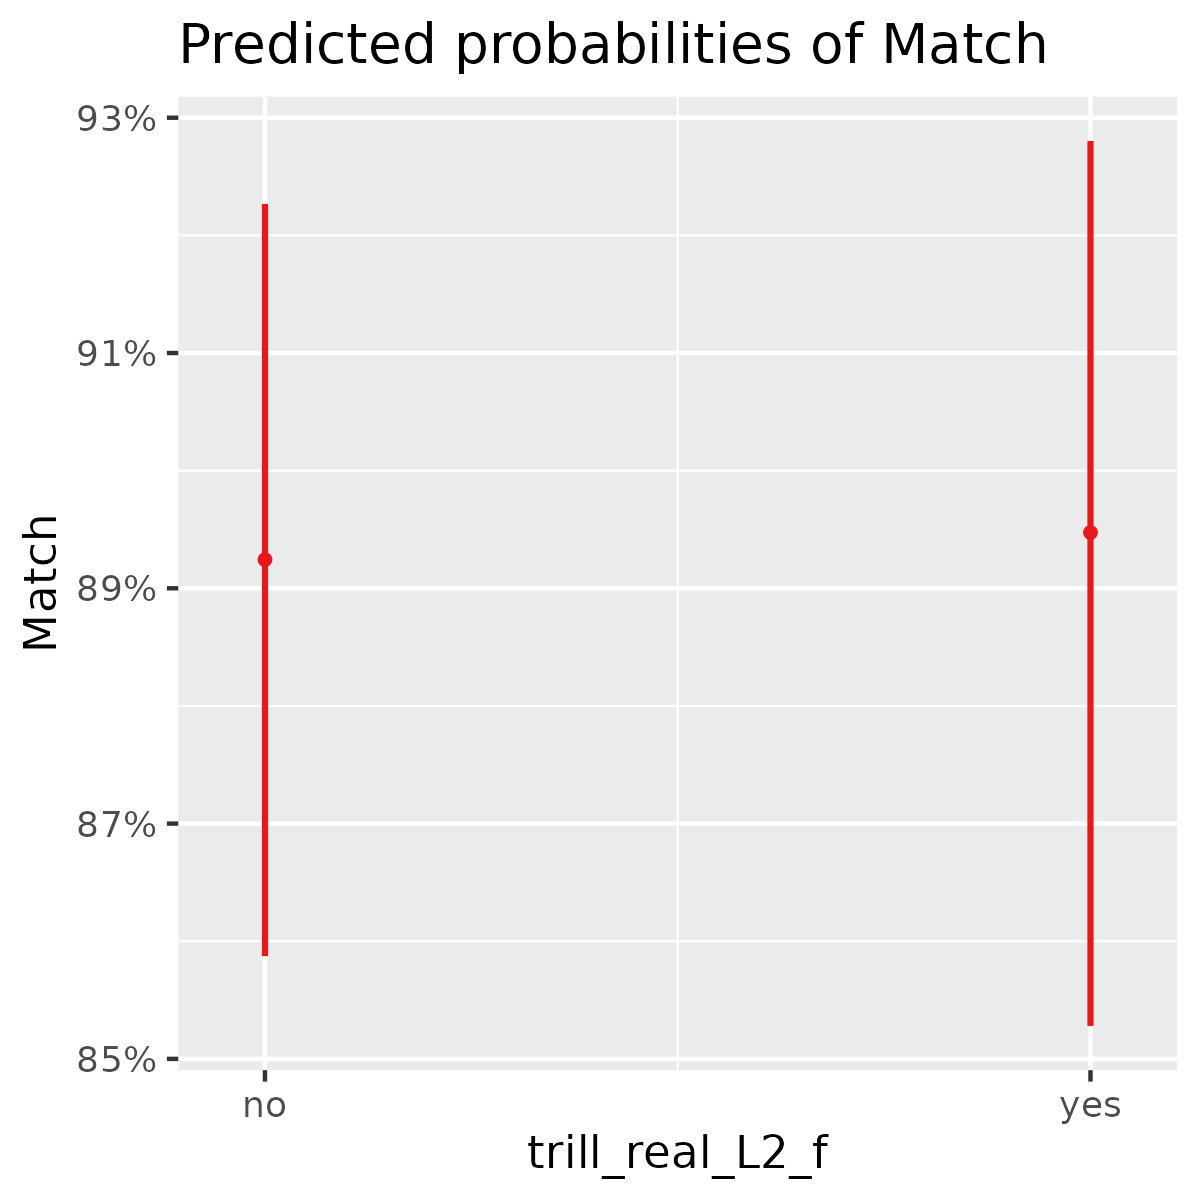 Predicted probabilities of Match
93%
91%
89%
87%
85%
Match
no
yes
trill_real_L2_f